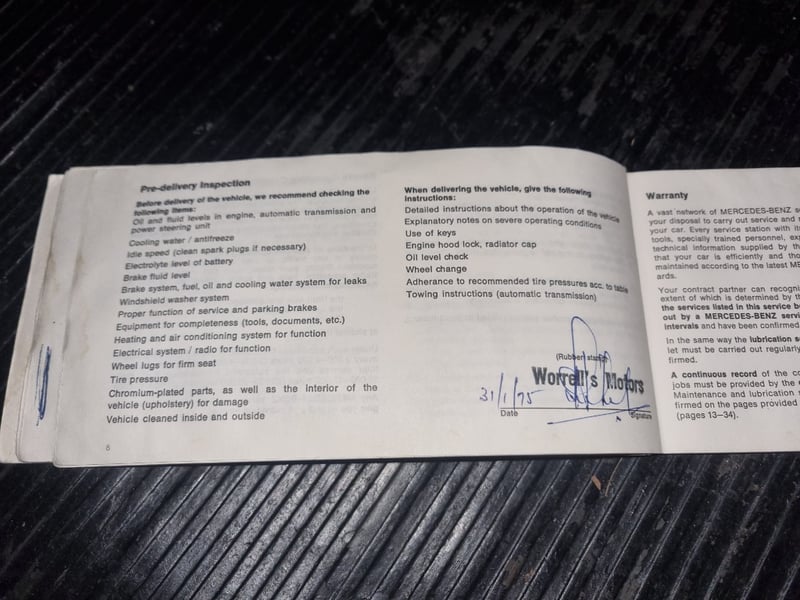 Pre-delivery Inspection
Before delivery of the vehicle, we recommend checking the
following items:
Oil and fluid levels in engine, automatic transmission and
power steering unit
Cooling water / antifreeze
Idle speed (clean spark plugs if necessary)
Electrolyte level of battery
Brake fluid level
Brake system, fuel, oil and cooling water system for leaks
Windshield washer system
Proper function of service and parking brakes
Equipment for completeness (tools, documents, etc.)
Heating and air conditioning system for function
Electrical system / radio for function
Wheel lugs for firm seat
Tire pressure
Chromium-plated parts, as well as the interior of the
vehicle (upholstery) for damage
Vehicle cleaned inside and outside
8
When delivering the vehicle, give the following
instructions:
Detailed instructions about the operation of the vehicle
Explanatory notes on severe operating conditions
Use of keys
Engine hood lock, radiator cap
Oil level check
Wheel change
Adherance to recommended tire pressures acc. to table
Towing instructions (automatic transmission)
(Rubber stamp)
Worrell's Motors
31/1/75
Date
Signature
Warranty
A vast network of MERCEDES-BENZ
your disposal to carry out service and
your car. Every service station with
tools, specially trained personnel,
technical information supplied by
that your car is efficiently and
maintained according to the latest
ards.
Your contract partner can
extent of which is determined by
the services listed in this service
out by a MERCEDES-BENZ
intervals and have been confirmed
In the same way the lubrication
let must be carried out regularly
firmed.
A continuous record of the
jobs must be provided by the
Maintenance and lubrication
firmed on the pages provided
(pages 13–34).